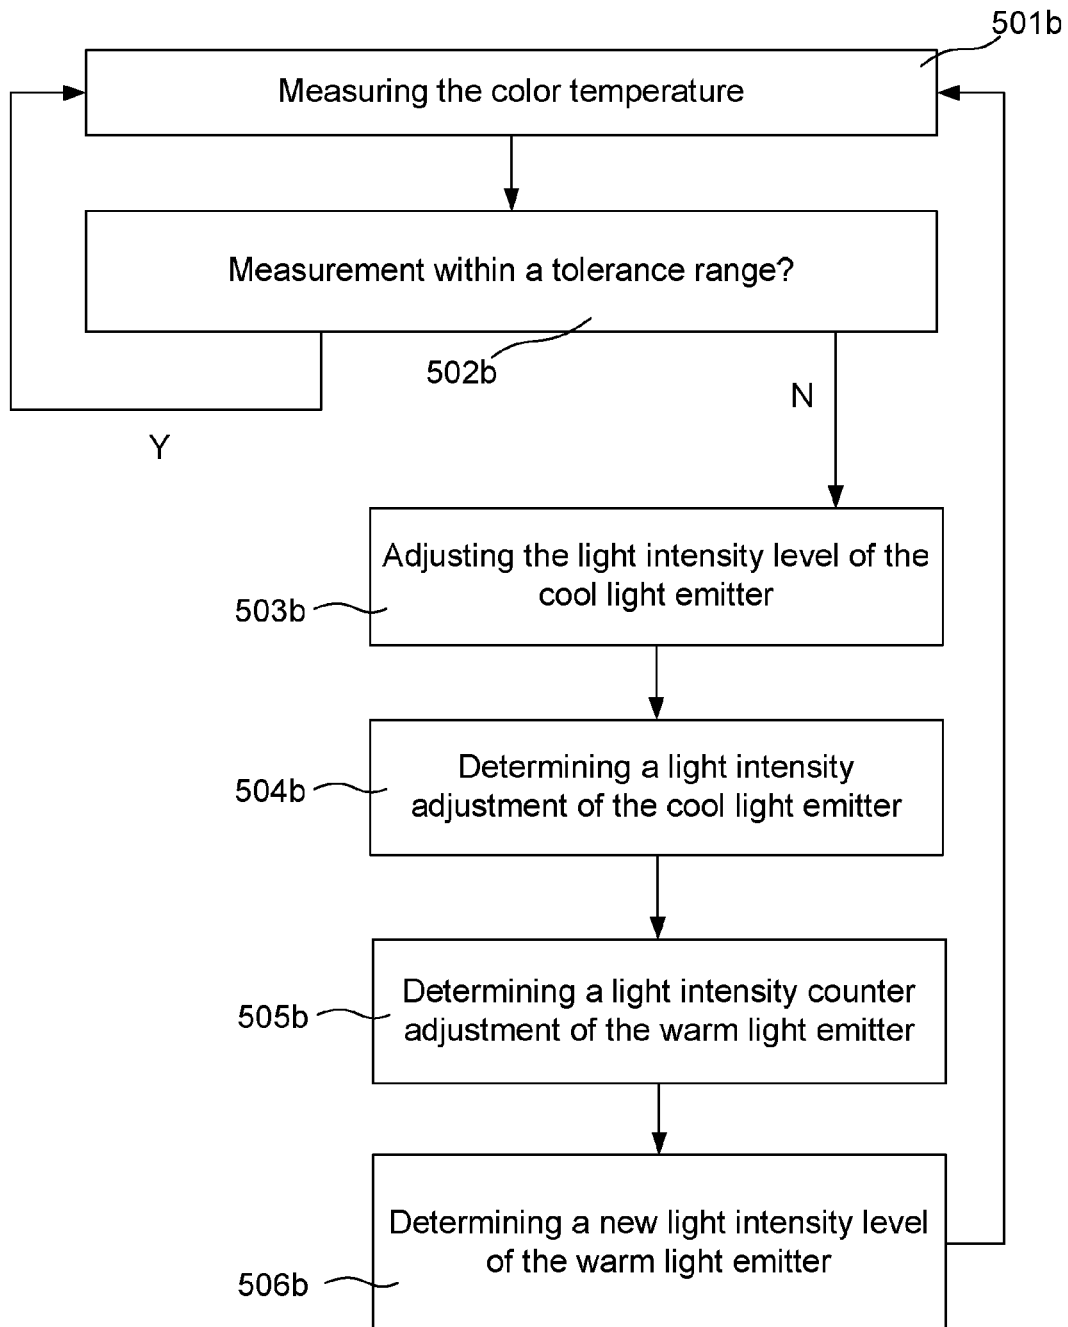 501b
Measuring the color temperature
Measurement within a tolerance range?
502b
N
Y
Adjusting the light intensity level of the
cool light emitter
503b
Determining a light intensity
adjustment of the cool light emitter
504b
Determining a light intensity counter
adjustment of the warm light emitter
505b
Determining a new light intensity level
of the warm light emitter
506b